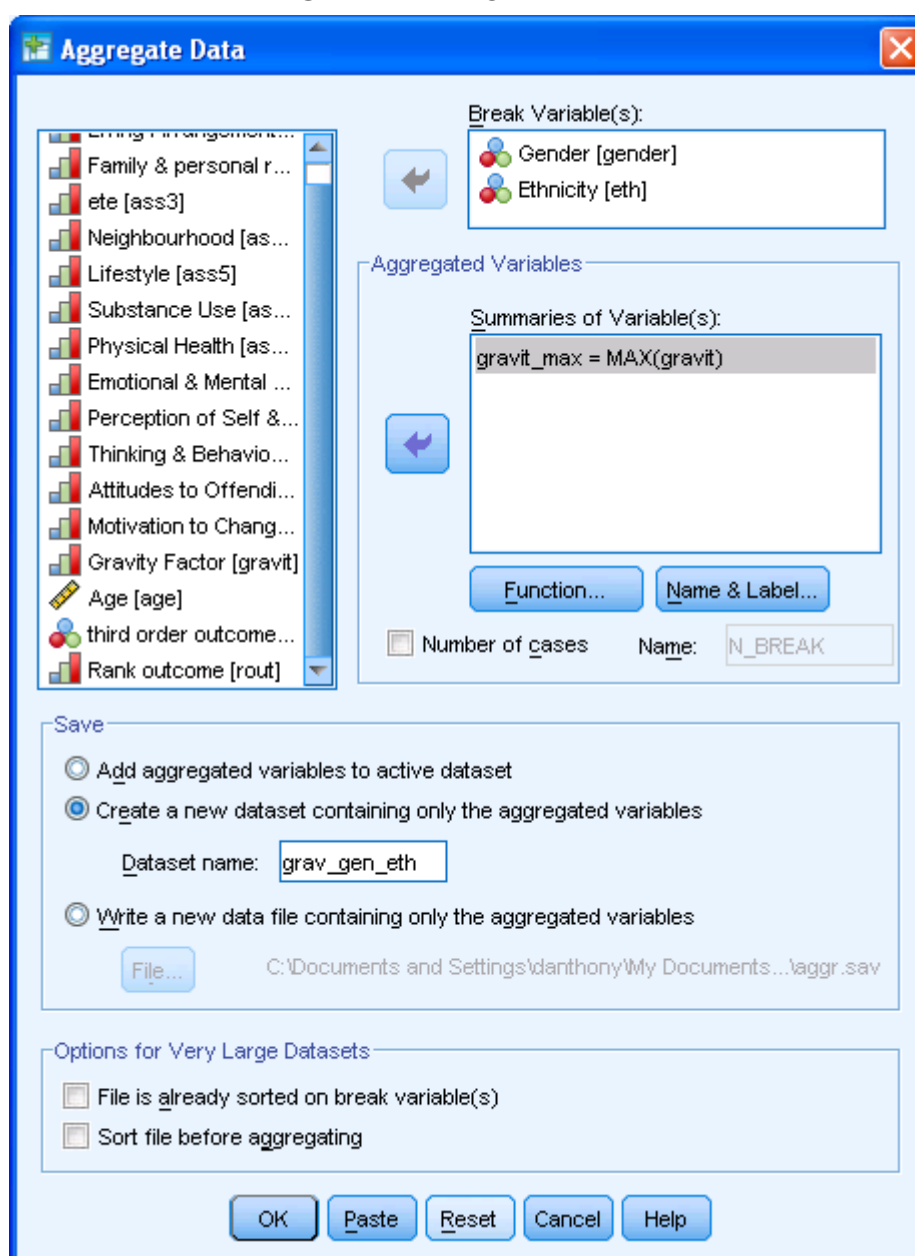 Aggregate Data
Break Variable(s):
Gender [gender]
Ethnicity [eth]
Family & personal r...
ete [ass3]
Neighbourhood [as...
Lifestyle [ass5]
Substance Use [as...
Physical Health [as...
Emotional & Mental ...
Perception of Self &...
Thinking & Behavio...
Attitudes to Offendi...
Motivation to Chang...
Gravity Factor [gravit]
Age [age]
third order outcome...
Rank outcome [rout]
Aggregated Variables
Summaries of Variable(s):
gravit_max = MAX(gravit)
Function...
Name & Label...
Number of cases
Name:
N_BREAK
Save
Add aggregated variables to active dataset
Create a new dataset containing only the aggregated variables
Dataset name:
grav_gen_eth
Write a new data file containing only the aggregated variables
File...
C:\Documents and Settings\danthony\My Documents...\aggr.sav
Options for Very Large Datasets
File is already sorted on break variable(s)
Sort file before aggregating
OK
Paste
Reset
Cancel
Help